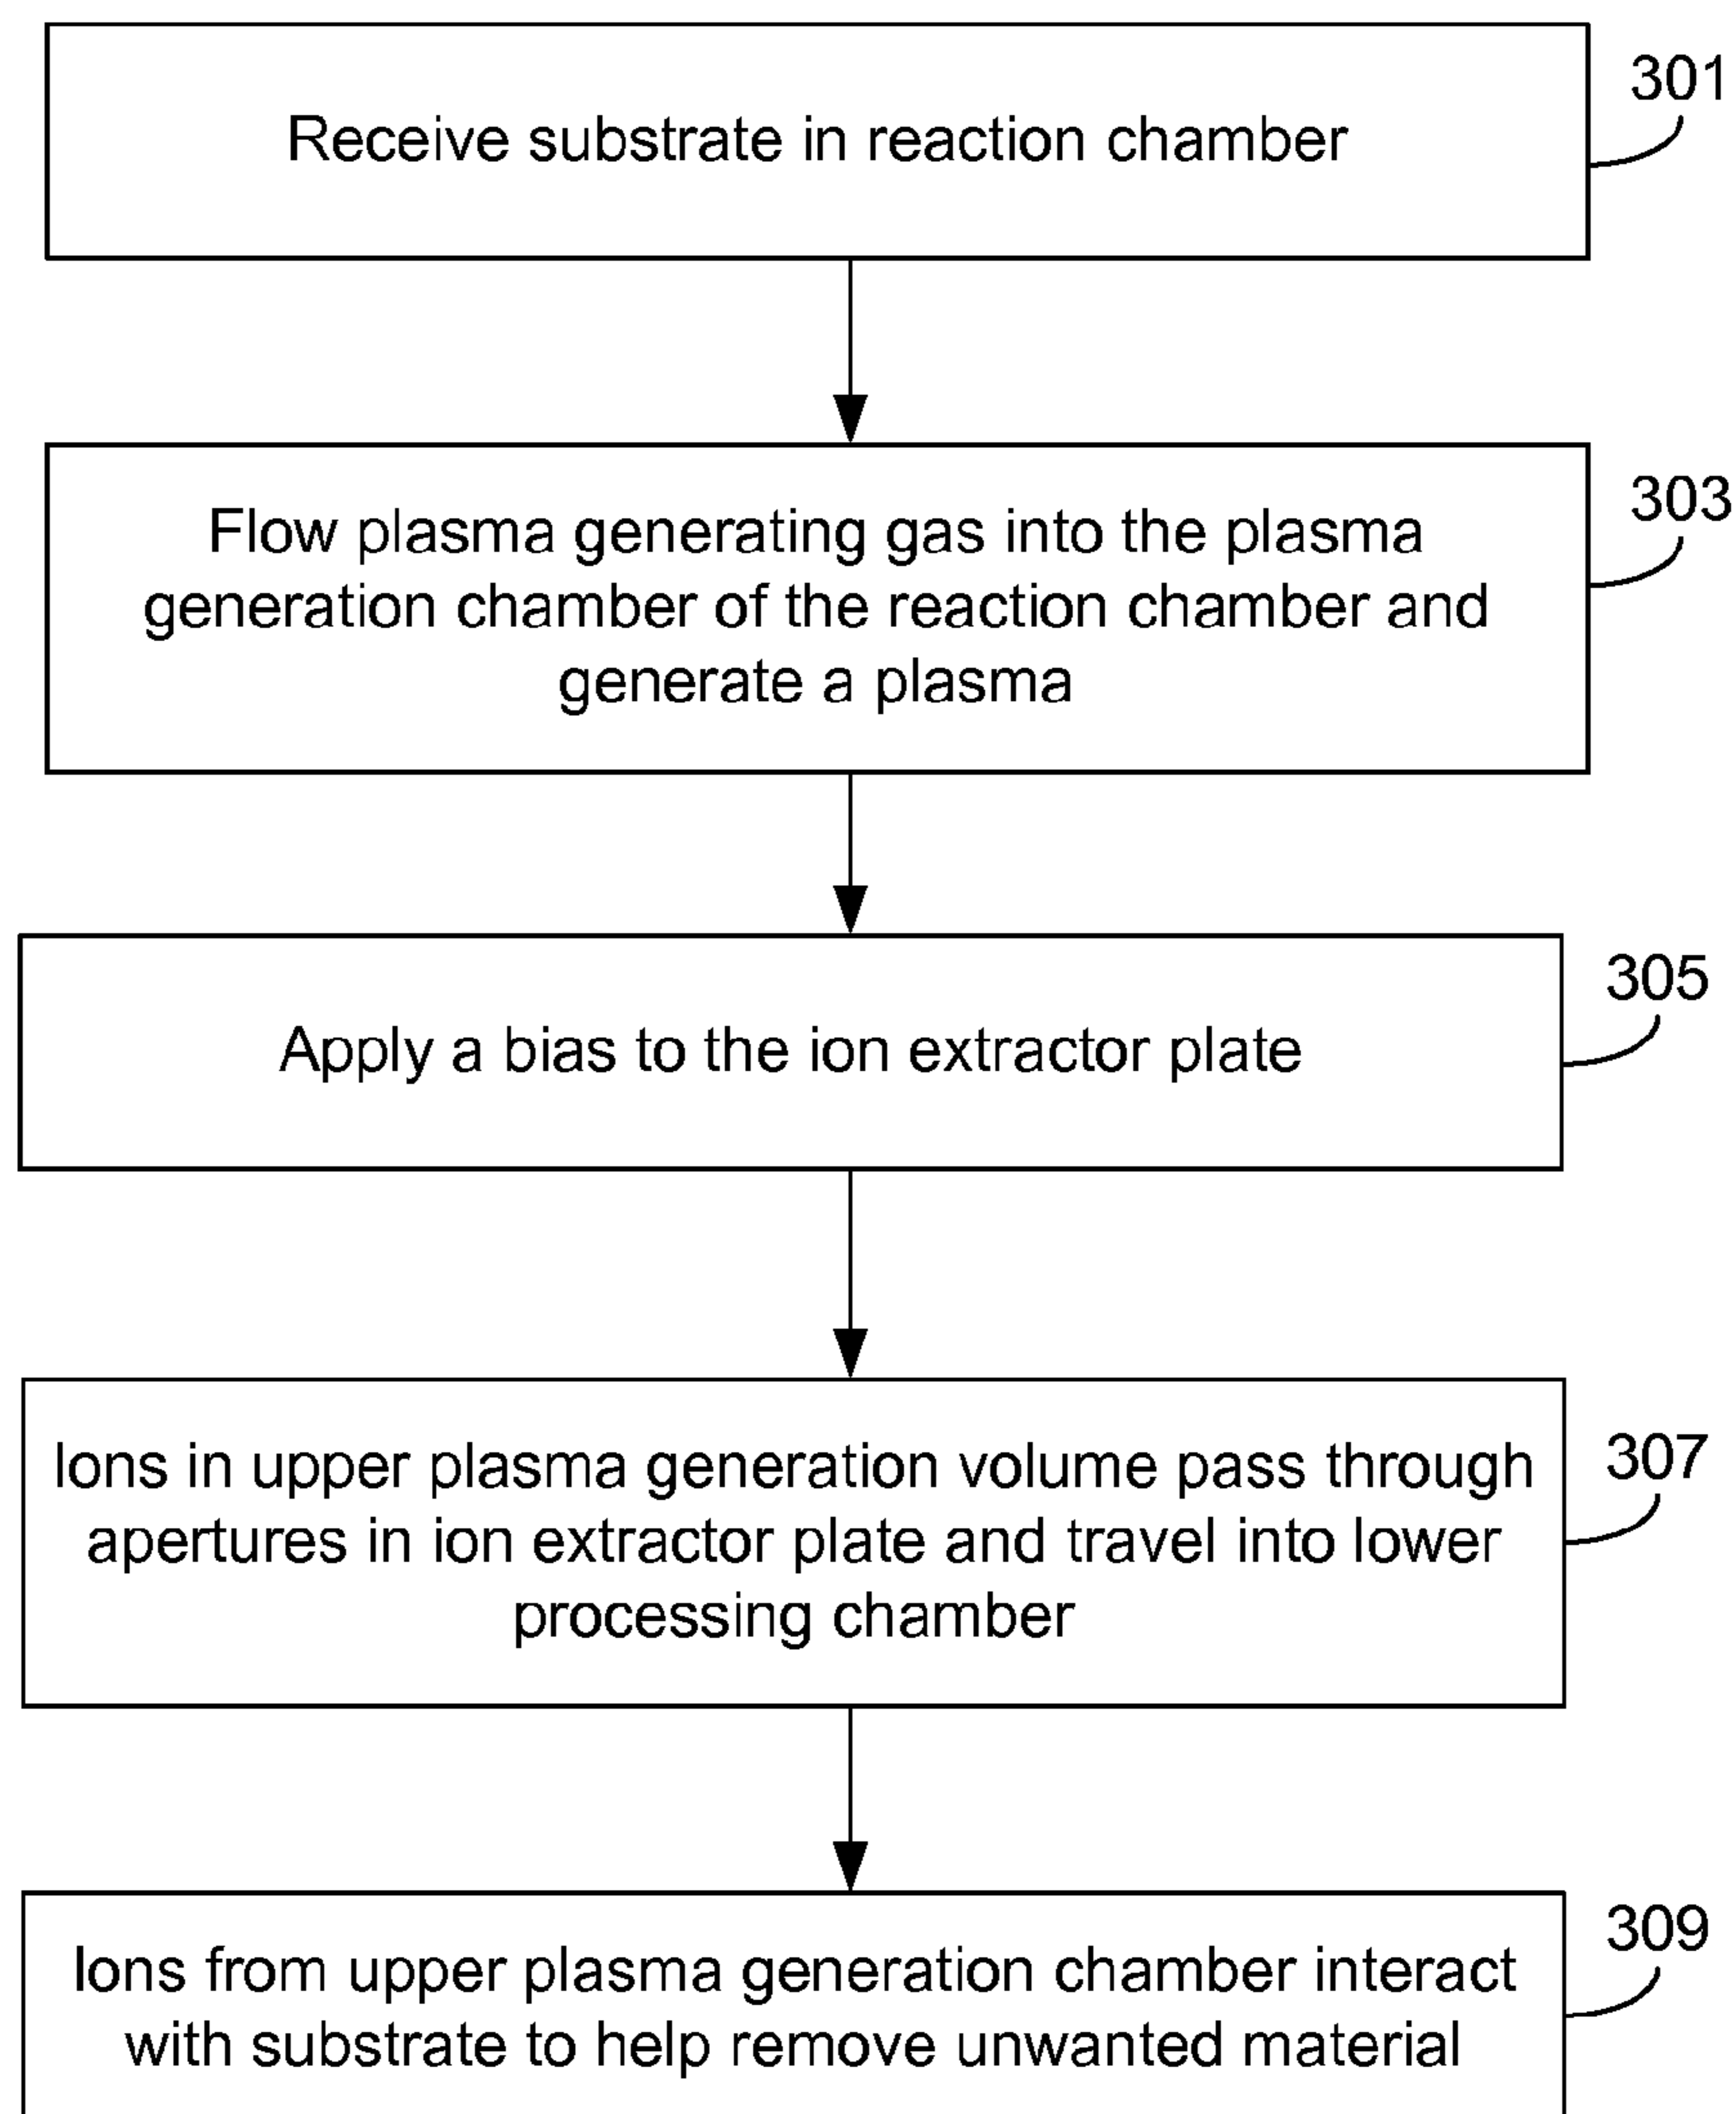 Receive substrate in reaction chamber
301
Flow plasma generating gas into the plasma
generation chamber of the reaction chamber and
generate a plasma
303
Apply a bias to the ion extractor plate
305
Ions in upper plasma generation volume pass through
apertures in ion extractor plate and travel into lower
processing chamber
307
Ions from upper plasma generation chamber interact
with substrate to help remove unwanted material
309